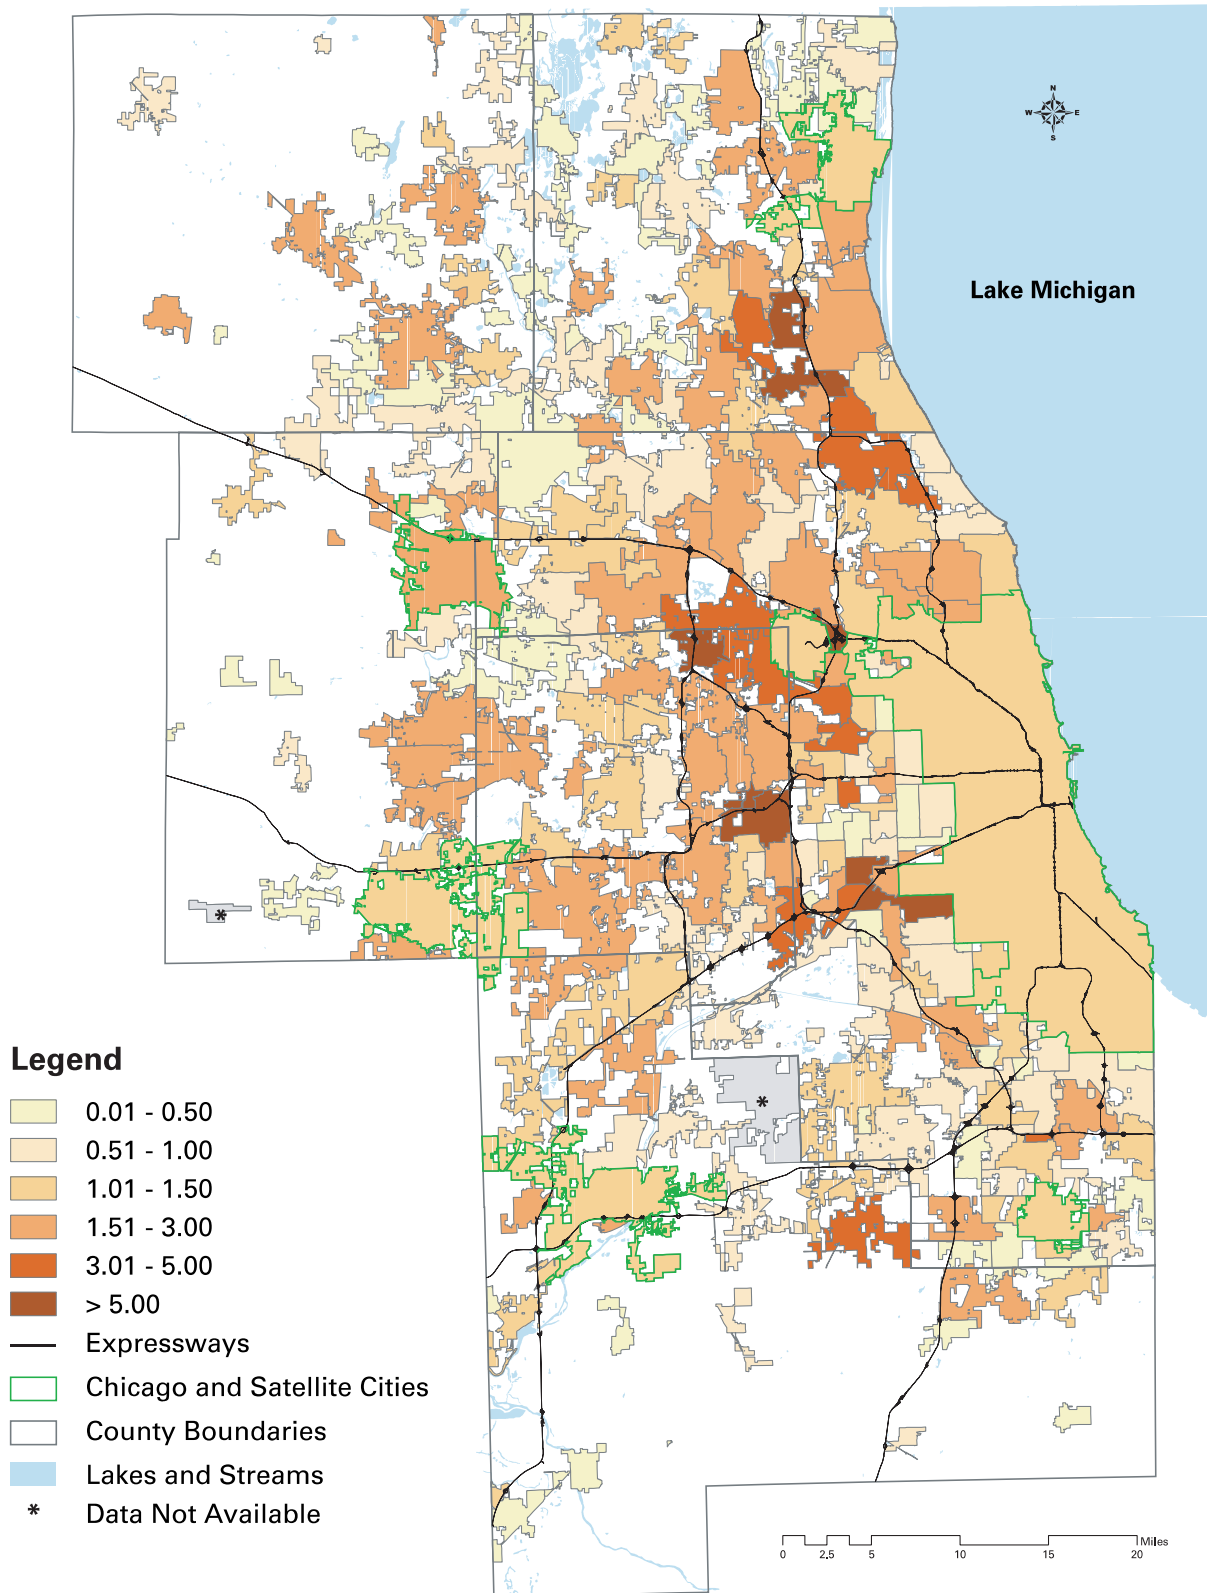 N
W E
S
Lake Michigan
*
*
Legend
0.01 - 0.50
0.51 - 1.00
1.01 - 1.50
1.51 - 3.00
3.01 - 5.00
> 5.00
Expressways
Chicago and Satellite Cities
County Boundaries
Lakes and Streams
* Data Not Available
Miles
0 2.5 5 10 15 20